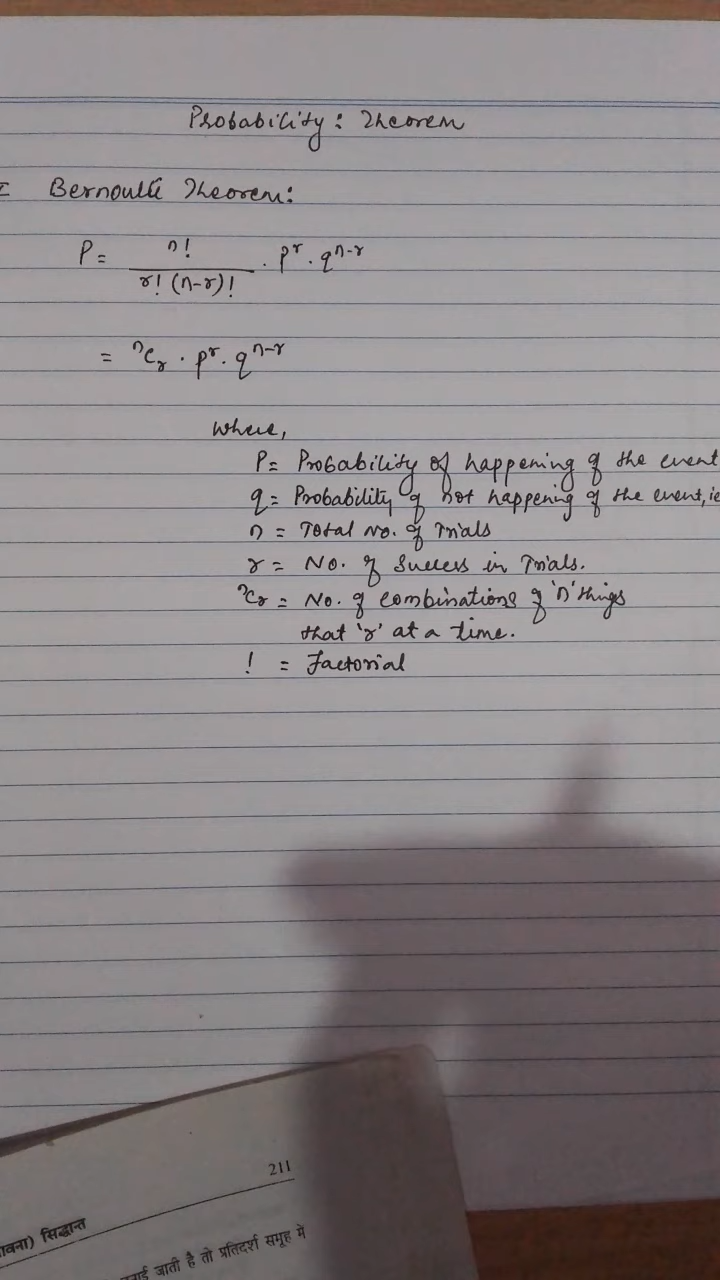 Probability: Theorem
I Bernoulli Theorem:
P = n! / r! (n-r)! . p^r . q^n-r
= nCr . p^r . q^n-r
Where,
P = Probability of happening of the event
q = Probability of not happening of the event, ie
n = Total No. of Trials
r = No. of Success in Trials.
nCr = No. of combinations of 'n' things
that 'r' at a time.
! = Factorial
211
सिद्धान्त
जाती है तो प्रतिदर्श समूह में